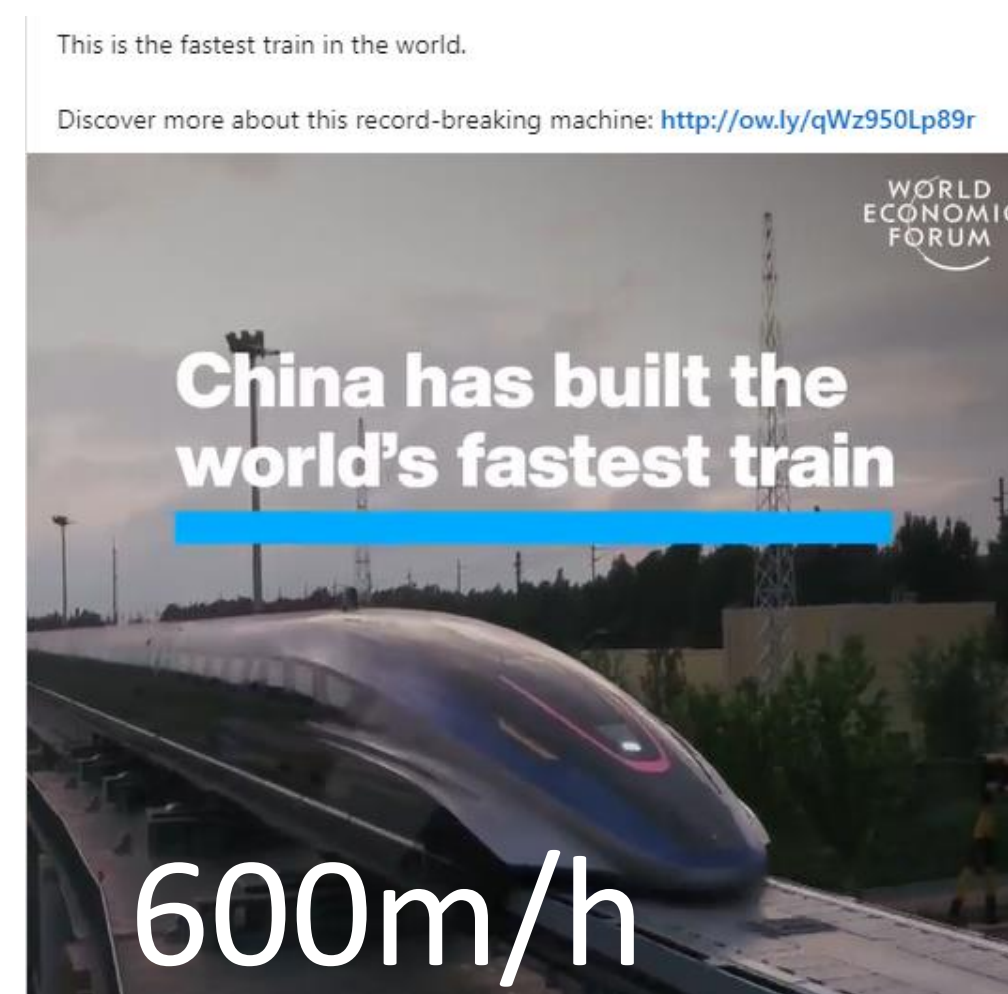 This is the fastest train in the world.
Discover more about this record-breaking machine: http://ow.ly/qWz950Lp89r
WORLD
ECONOMIC
FORUM
China has built the
world's fastest train
600m/h